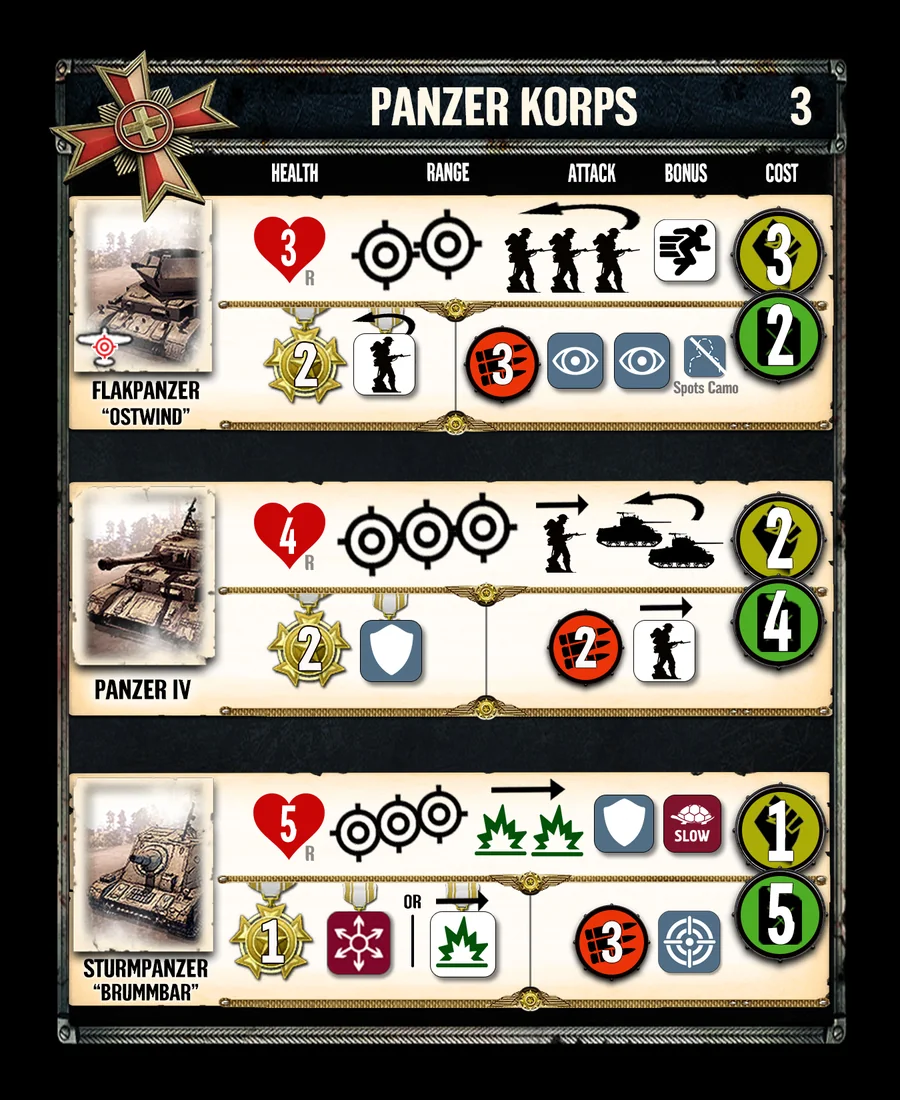 PANZER KORPS 3
HEALTH RANGE ATTACK BONUS COST
3 R 3
2 3 Spots Camo 2
FLAKPANZER
“OSTWIND”
4 R 2
2 2 4
PANZER IV
5 R SLOW 1
1 OR 3 5
STURMPANZER
“BRUMMBAR”